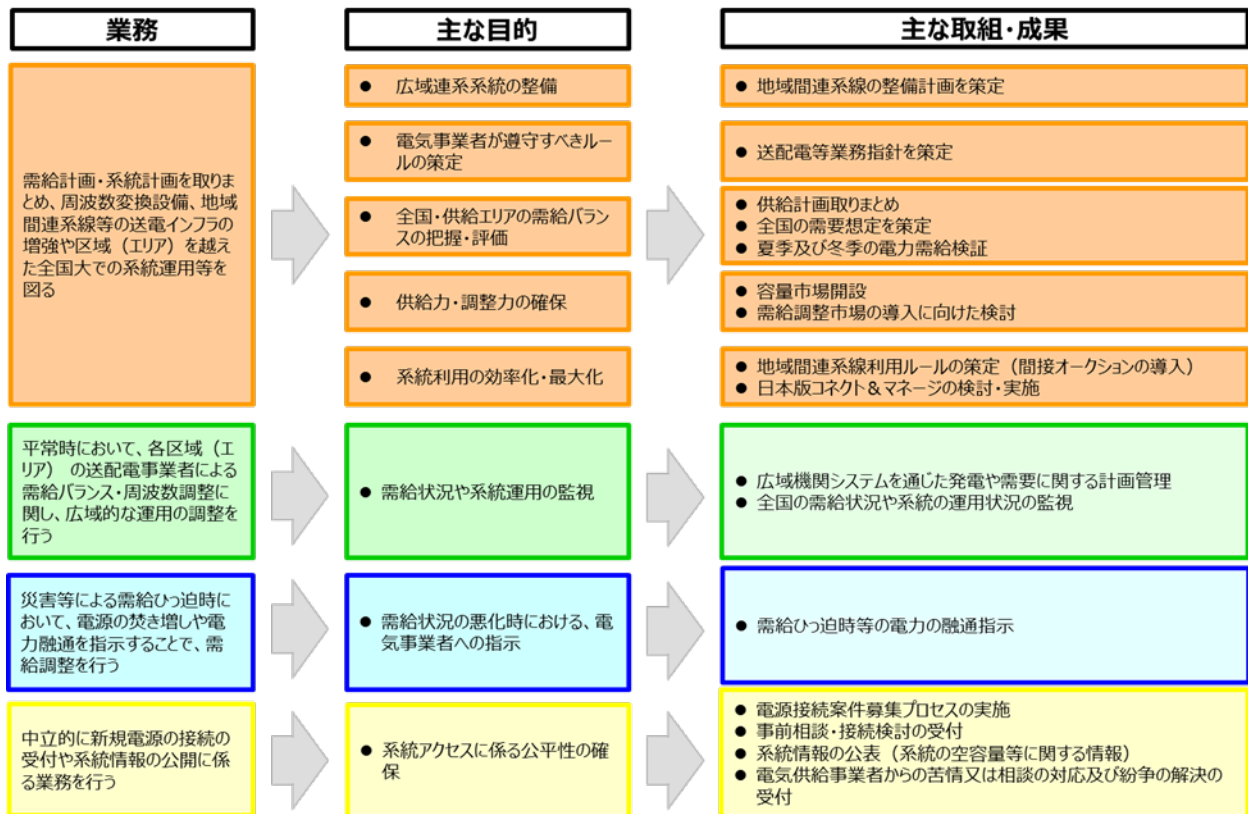 業務
主な目的
主な取組・成果
需給計画・系統計画を取りま
とめ、周波数変換設備、地域
間連系線等の送電インフラの
増強や区域（エリア）を越え
た全国大での系統運用等を
図る
● 広域連系系統の整備
● 地域間連系線の整備計画を策定
● 電気事業者が遵守すべきルー
ルの策定
● 送配電等業務指針を策定
● 全国・供給エリアの需給バラン
スの把握・評価
● 供給計画取りまとめ
● 全国の需要想定を策定
● 夏季及び冬季の電力需給検証
● 供給力・調整力の確保
● 容量市場開設
● 需給調整市場の導入に向けた検討
● 系統利用の効率化・最大化
● 地域間連系線利用ルールの策定（間接オークションの導入）
● 日本版コネクト＆マネージの検討・実施
平常時において、各区域（エ
リア） の送配電事業者による
需給バランス・周波数調整に
関し、広域的な運用の調整を
行う
● 需給状況や系統運用の監視
● 広域機関システムを通じた発電や需要に関する計画管理
● 全国の需給状況や系統の運用状況の監視
災害等による需給ひっ迫時に
おいて、電源の焚き増しや電
力融通を指示することで、需
給調整を行う
● 需給状況の悪化時における、電
気事業者への指示
● 需給ひっ迫時等の電力の融通指示
中立的に新規電源の接続の
受付や系統情報の公開に係
る業務を行う
● 系統アクセスに係る公平性の確
保
● 電源接続案件募集プロセスの実施
● 事前相談・接続検討の受付
● 系統情報の公表（系統の空容量等に関する情報）
● 電気供給事業者からの苦情又は相談の対応及び紛争の解決の
受付